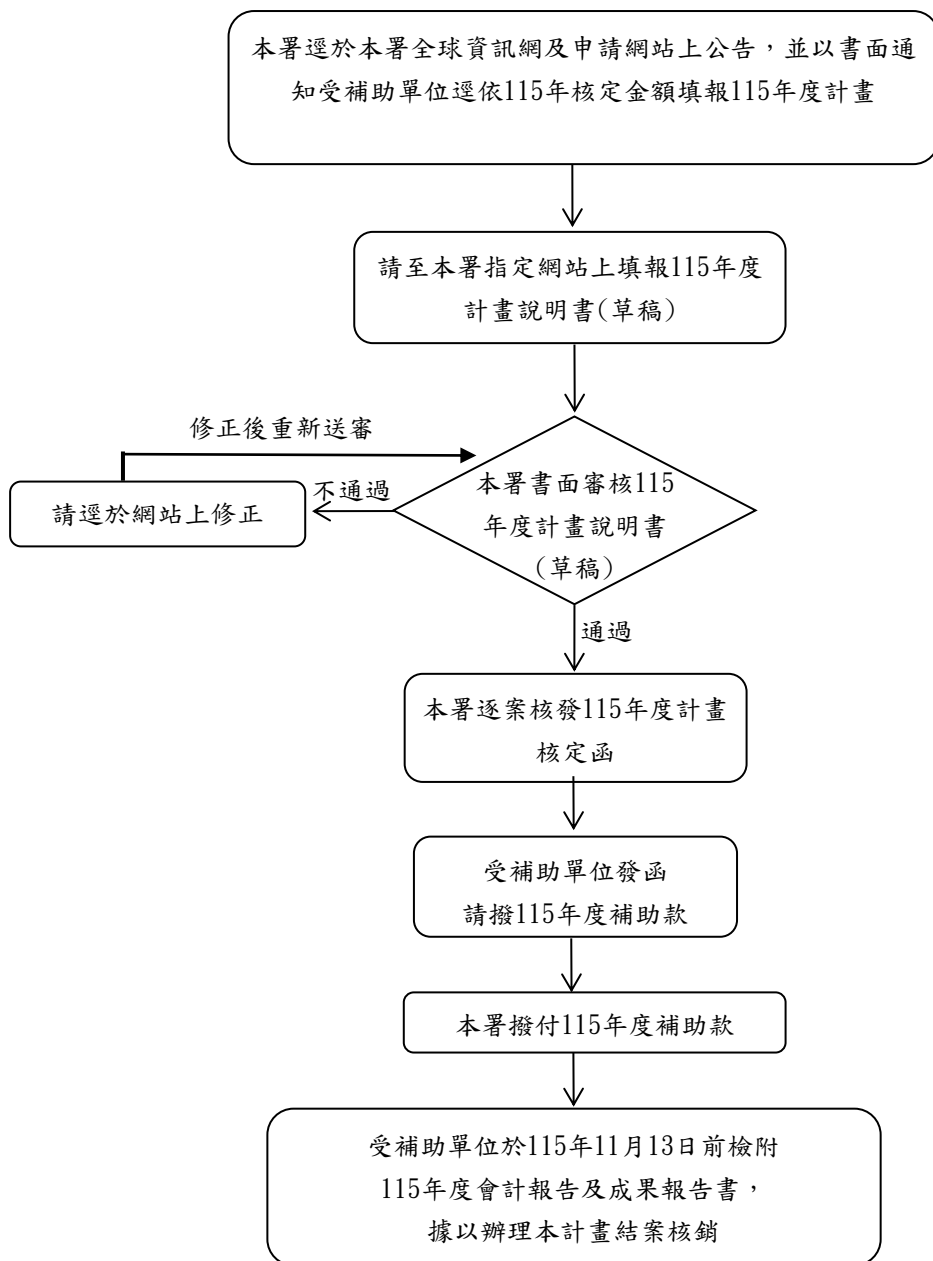 本署逕於本署全球資訊網及申請網站上公告，並以書面通
知受補助單位逕依115年核定金額填報115年度計畫
請至本署指定網站上填報115年度
計畫說明書(草稿)
修正後重新送審
不通過
請逕於網站上修正
本署書面審核115
年度計畫說明書
(草稿)
通過
本署逐案核發115年度計畫
核定函
受補助單位發函
請撥115年度補助款
本署撥付115年度補助款
受補助單位於115年11月13日前檢附
115年度會計報告及成果報告書，
據以辦理本計畫結案核銷